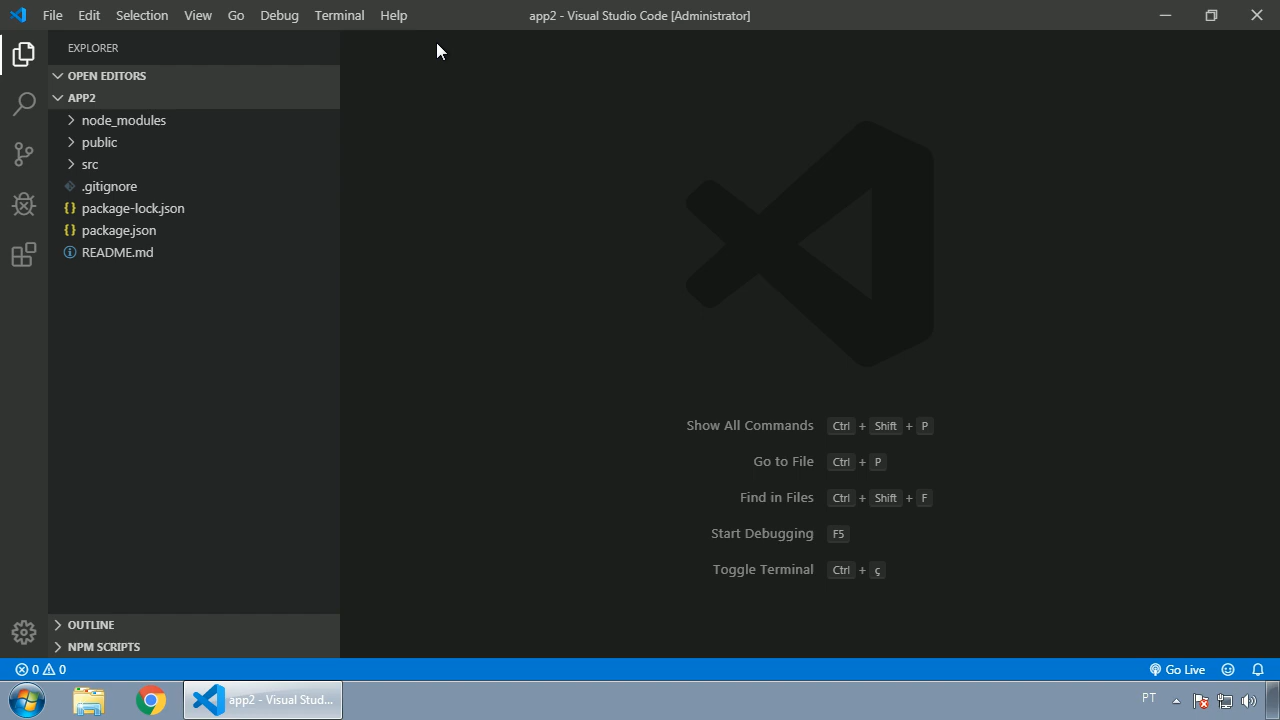 File Edit Selection View Go Debug Terminal Help
app2 - Visual Studio Code [Administrator]
EXPLORER
OPEN EDITORS
APP2
node_modules
public
src
.gitignore
package-lock.json
package.json
README.md
OUTLINE
NPM SCRIPTS
Show All Commands Ctrl + Shift + P
Go to File Ctrl + P
Find in Files Ctrl + Shift + F
Start Debugging F5
Toggle Terminal Ctrl + ç
0 0
Go Live
app2 - Visual Stud...
PT